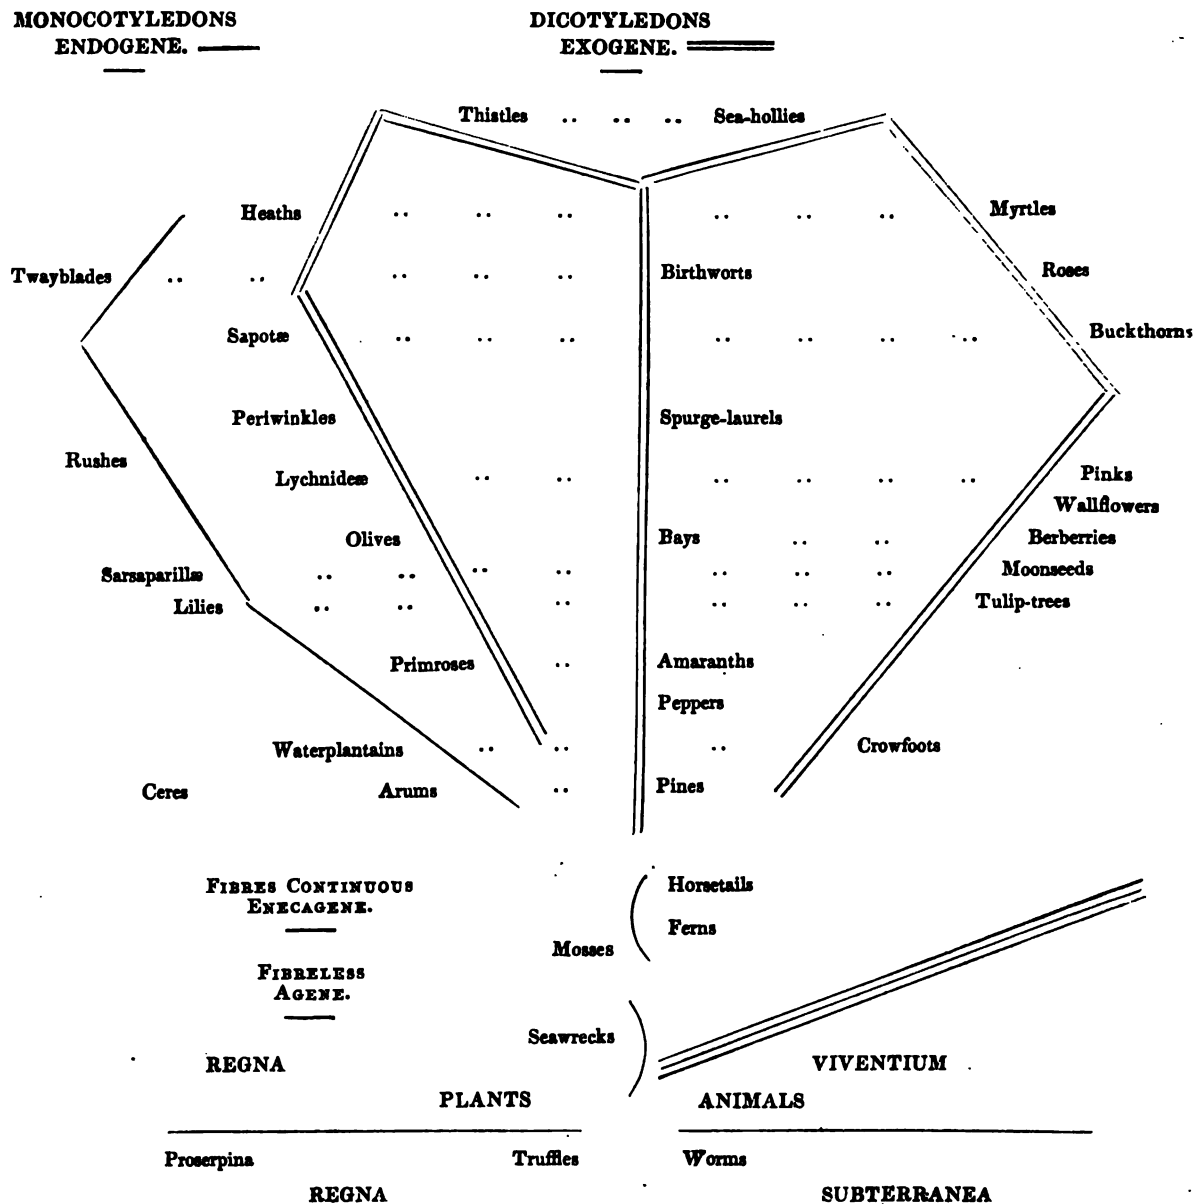 MONOCOTYLEDONS
ENDOGENE.
DICOTYLEDONS
EXOGENE.
Thistles .. .. .. Sea-hollies
Heaths .. .. .. .. .. .. Myrtles
Twayblades .. .. .. .. .. Birthworts Roses
Sapotæ .. .. .. .. .. .. .. Buckthorns
Periwinkles Spurge-laurels
Rushes
Lychnideæ .. .. .. .. .. .. Pinks
Wallflowers
Olives Bays .. .. Berberries
Sarsaparillæ .. .. .. .. .. .. .. Moonseeds
Lilies .. .. .. .. .. .. Tulip-trees
Primroses .. Amaranths
Peppers
Waterplantains .. .. .. Crowfoots
Ceres Arums .. Pines
FIBRES CONTINUOUS
ENECAGENE.
Horsetails
Ferns
Mosses
FIBRELESS
AGENE.
Seawrecks
REGNA VIVENTIUM
PLANTS ANIMALS
Proserpina Truffles Worms
REGNA SUBTERRANEA